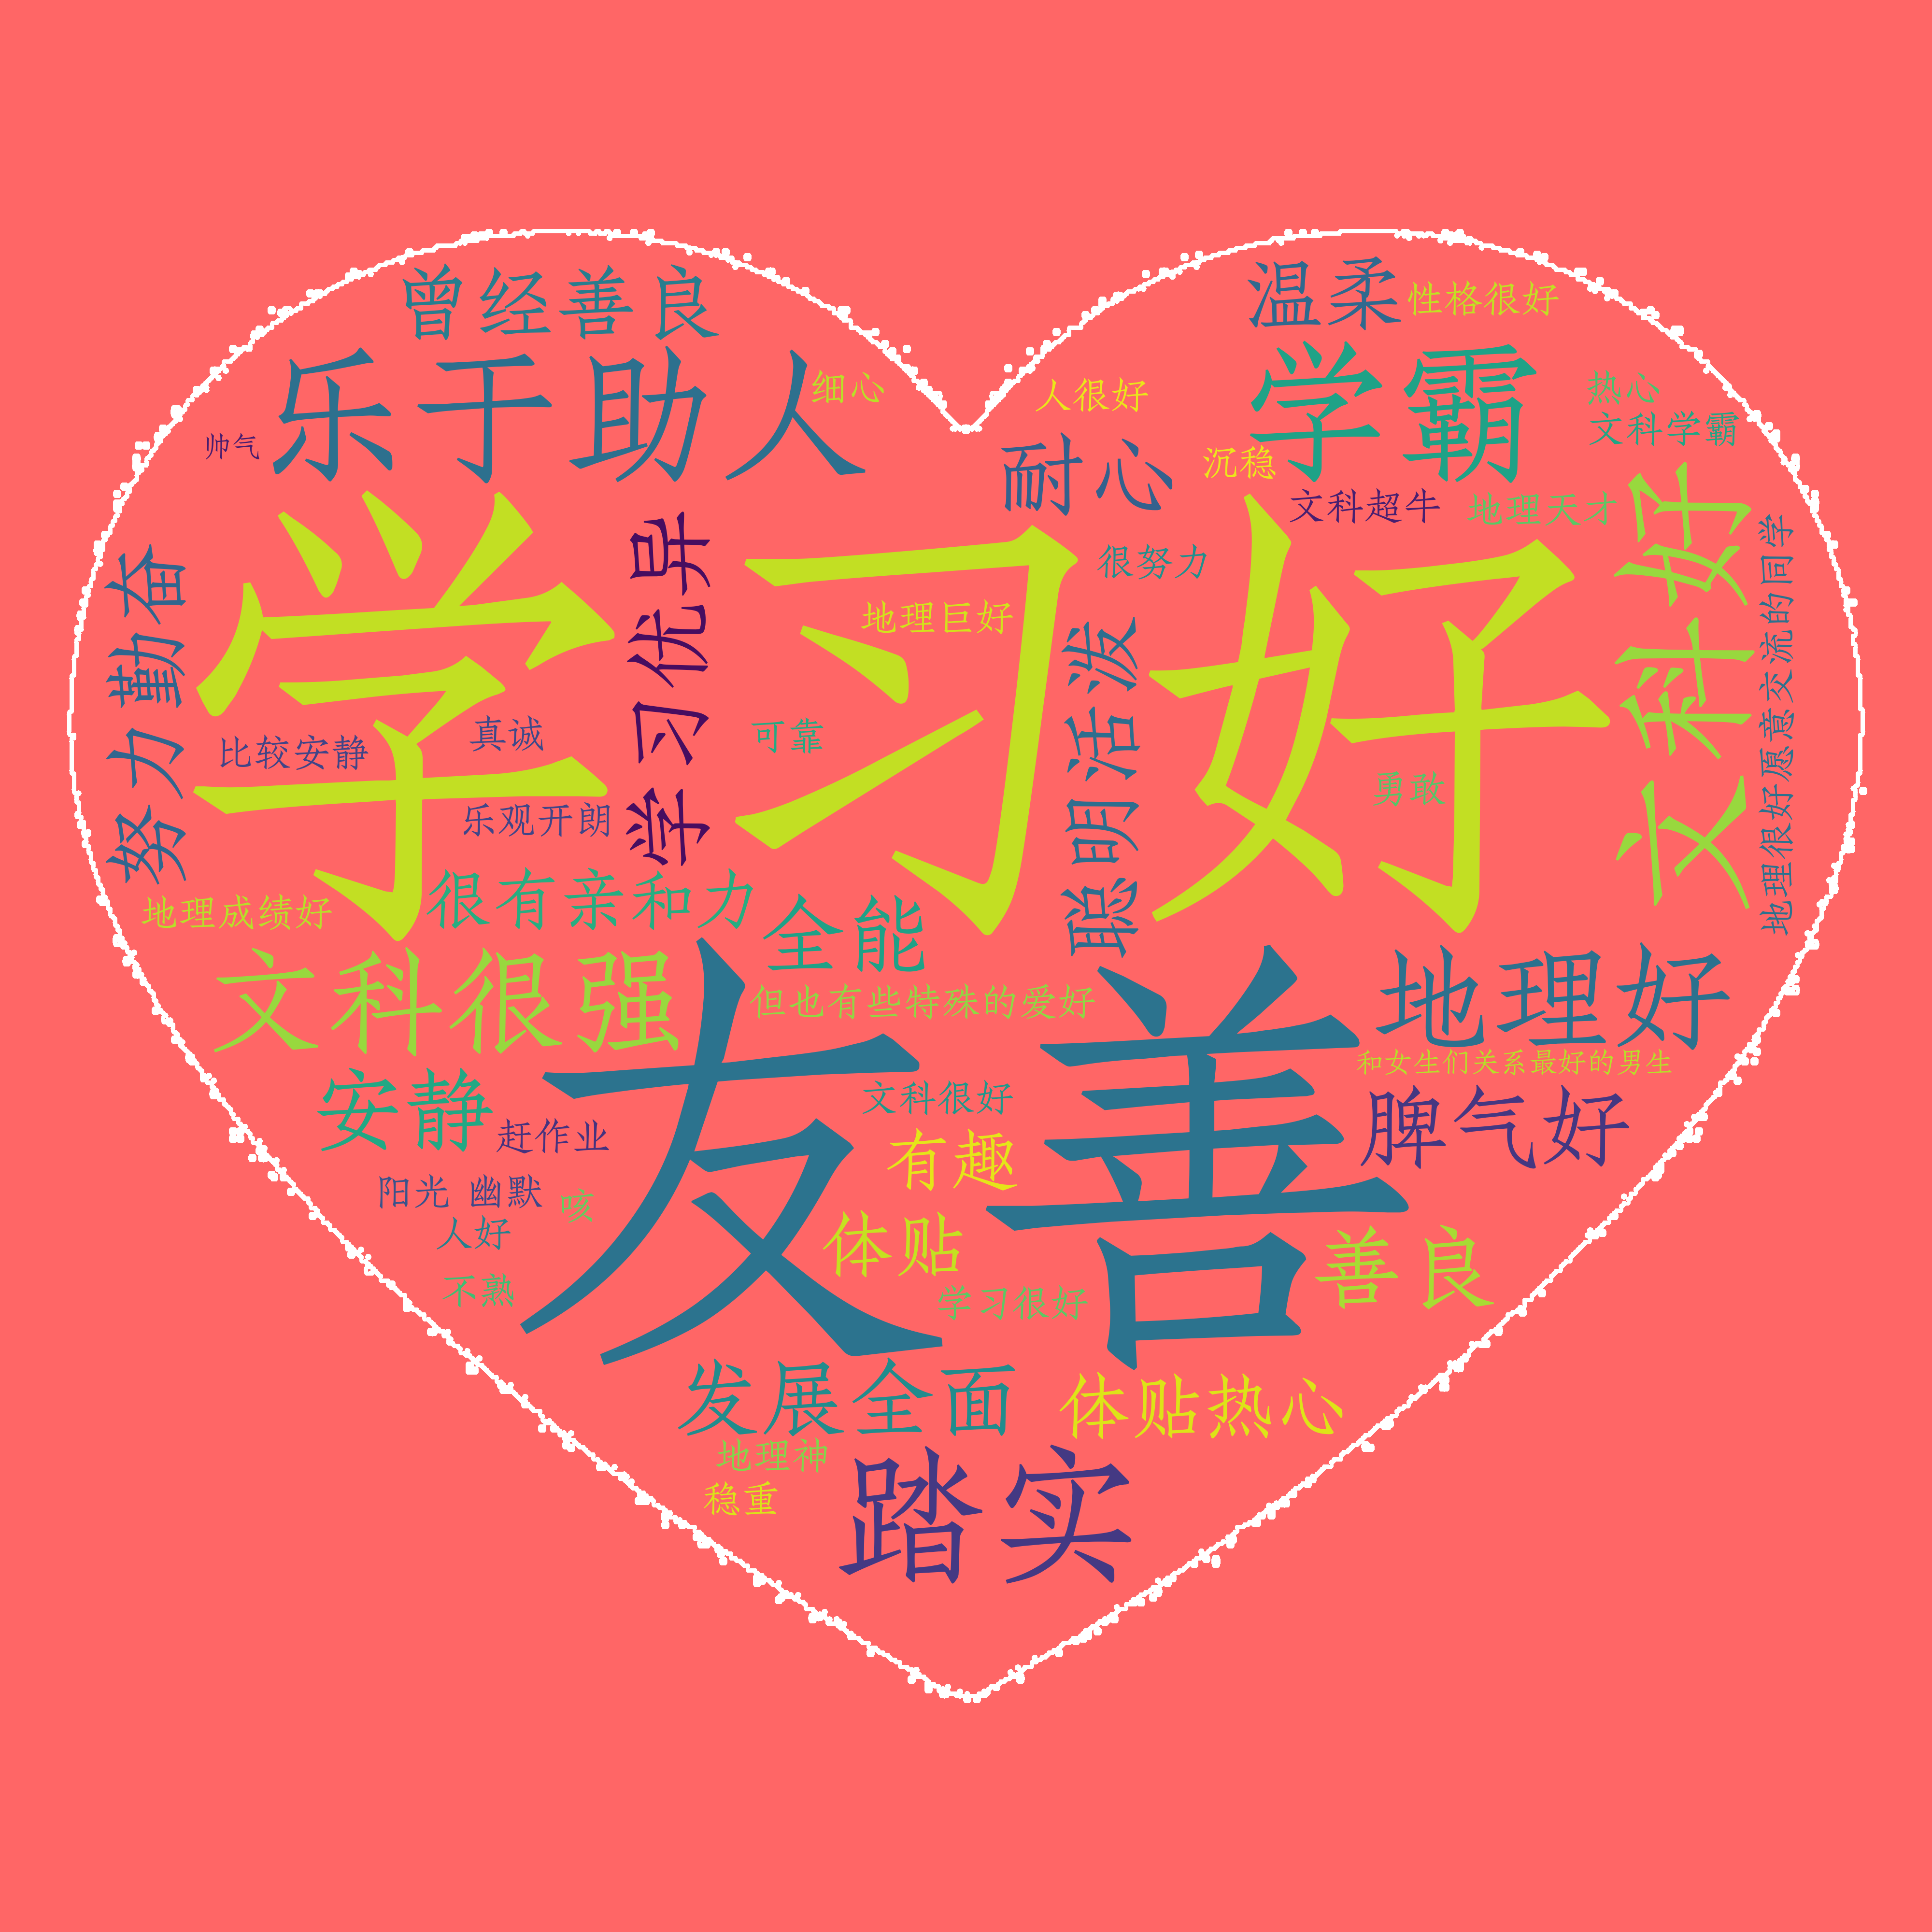 曾经善良
温柔
性格很好
乐于助人
细心
人很好
学霸
热心
文科学霸
帅气
耐心
沉稳
文科超牛
地理天才
努力勤奋
学习好
学习优异
地理巨好
很努力
聪明活泼
文科好
地理很好愿意交流的同学
比较安静
真诚
可靠
勇敢
乐观开朗
地理成绩好
很有亲和力
全能
文科很强
但也有些特殊的爱好
地理好
友善
和女生们关系最好的男生
安静
赶作业
文科很好
有趣
脾气好
阳光 幽默
咳
人好
体贴
善良
不熟
学习很好
发展全面
体贴热心
地理神
稳重
踏实